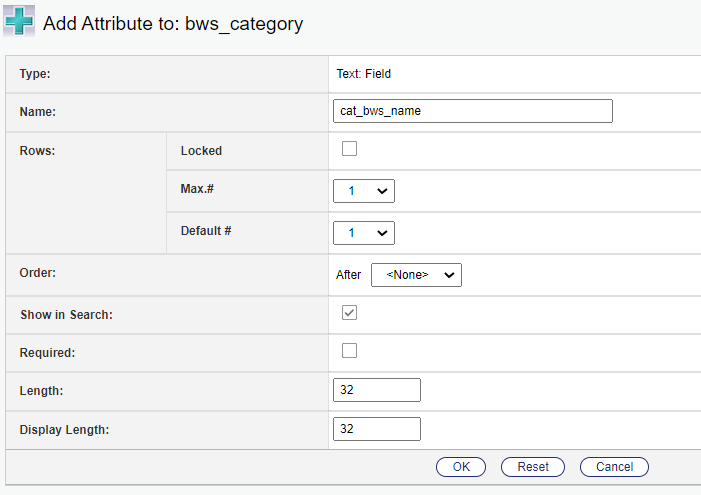 Add Attribute to: bws_category
Type: Text: Field
Name: cat_bws_name
Rows: Locked
Max.# 1
Default # 1
Order: After <None>
Show in Search:
Required:
Length: 32
Display Length: 32
OK Reset Cancel